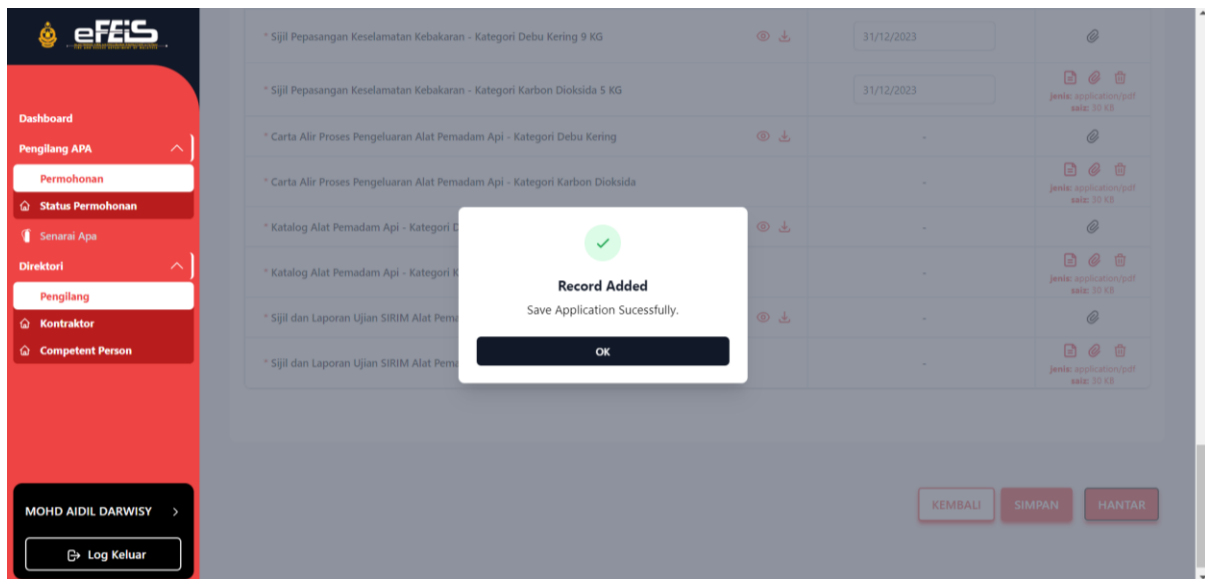 eFEiS
Dashboard
Pengilang APA
Permohonan
Status Permohonan
Senarai Apa
Direktori
Pengilang
Kontraktor
Competent Person
MOHD AIDIL DARWISY
Log Keluar
* Sijil Pepasangan Keselamatan Kebakaran - Kategori Debu Kering 9 KG
31/12/2023
* Sijil Pepasangan Keselamatan Kebakaran - Kategori Karbon Dioksida 5 KG
31/12/2023
jenis: application/pdf
saiz: 30 KB
* Carta Alir Proses Pengeluaran Alat Pemadam Api - Kategori Debu Kering
-
* Carta Alir Proses Pengeluaran Alat Pemadam Api - Kategori Karbon Dioksida
-
jenis: application/pdf
saiz: 30 KB
* Katalog Alat Pemadam Api - Kategori D
-
* Katalog Alat Pemadam Api - Kategori K
-
jenis: application/pdf
saiz: 30 KB
* Sijil dan Laporan Ujian SIRIM Alat Pema
-
* Sijil dan Laporan Ujian SIRIM Alat Pema
-
jenis: application/pdf
saiz: 30 KB
Record Added
Save Application Sucessfully.
OK
KEMBALI
SIMPAN
HANTAR